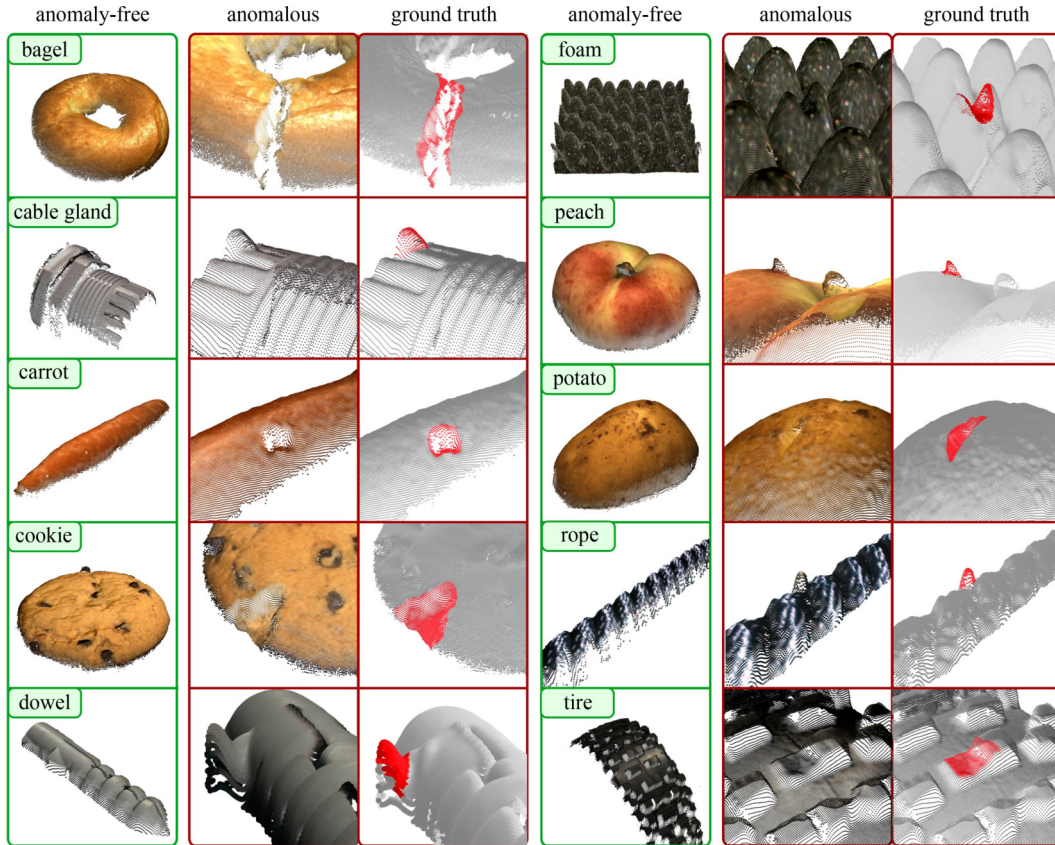 anomaly-free anomalous ground truth anomaly-free anomalous ground truth
bagel foam
cable gland peach
carrot potato
cookie rope
dowel tire